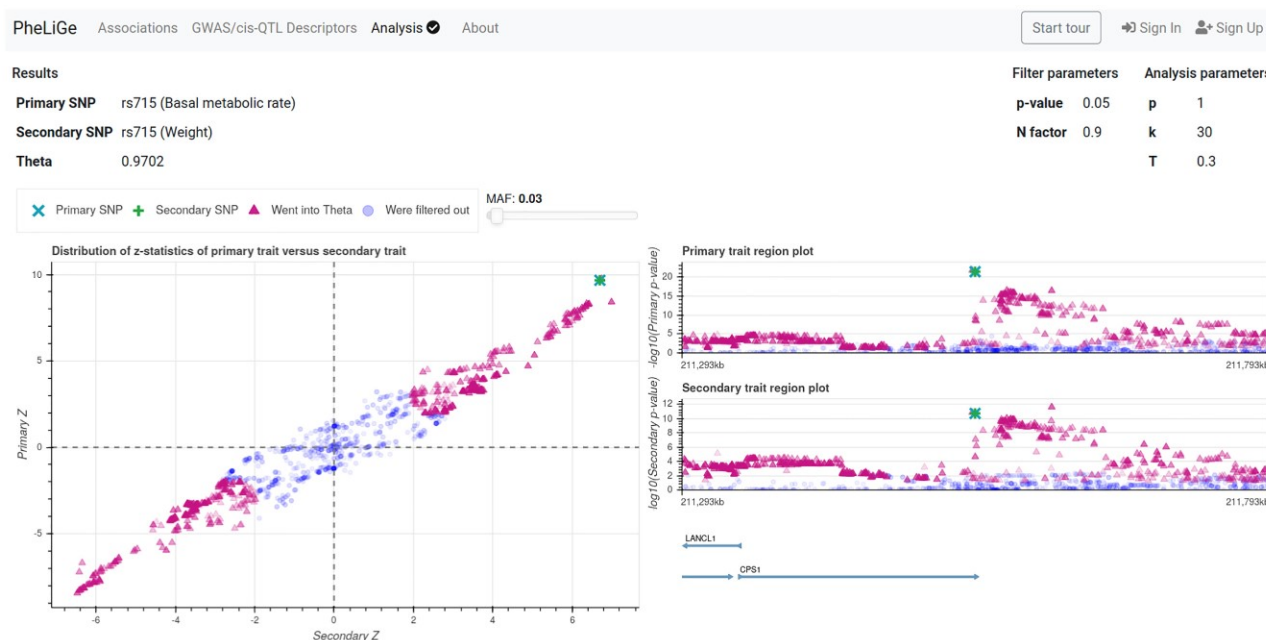 PheLiGe Associations GWAS/cis-QTL Descriptors Analysis About Start tour Sign In Sign Up
Results
Primary SNP rs715 (Basal metabolic rate)
Secondary SNP rs715 (Weight)
Theta 0.9702
Filter parameters Analysis parameters
p-value 0.05 p 1
N factor 0.9 k 30
T 0.3
Primary SNP Secondary SNP Went into Theta Were filtered out
MAF: 0.03
Distribution of z-statistics of primary trait versus secondary trait
10
5
0
-5
Primary Z
-6 -4 -2 0 2 4 6
Secondary Z
Primary trait region plot
-log10(Primary p-value)
20
15
10
5
0
211,293kb 211,793kb
Secondary trait region plot
log10(Secondary p-value)
12
10
8
6
4
2
0
211,293kb 211,793kb
LANCL1
CPS1